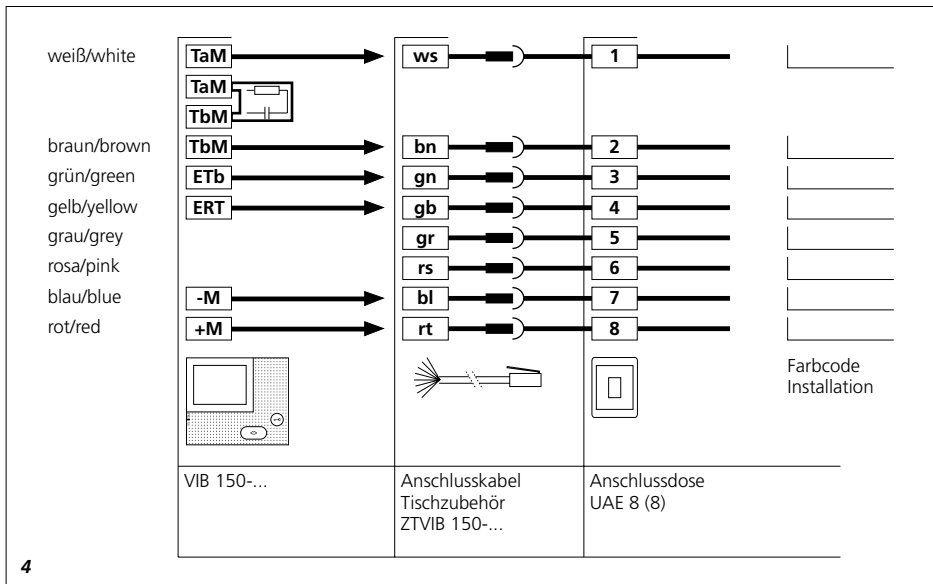 weiß/white TaM ws 1
TaM
TbM
braun/brown TbM bn 2
grün/green ETb gn 3
gelb/yellow ERT gb 4
grau/grey gr 5
rosa/pink rs 6
blau/blue -M bl 7
rot/red +M rt 8
Farbcode
Installation
VIB 150-...
Anschlusskabel
Tischzubehör
ZTVIB 150-...
Anschlussdose
UAE 8 (8)
4